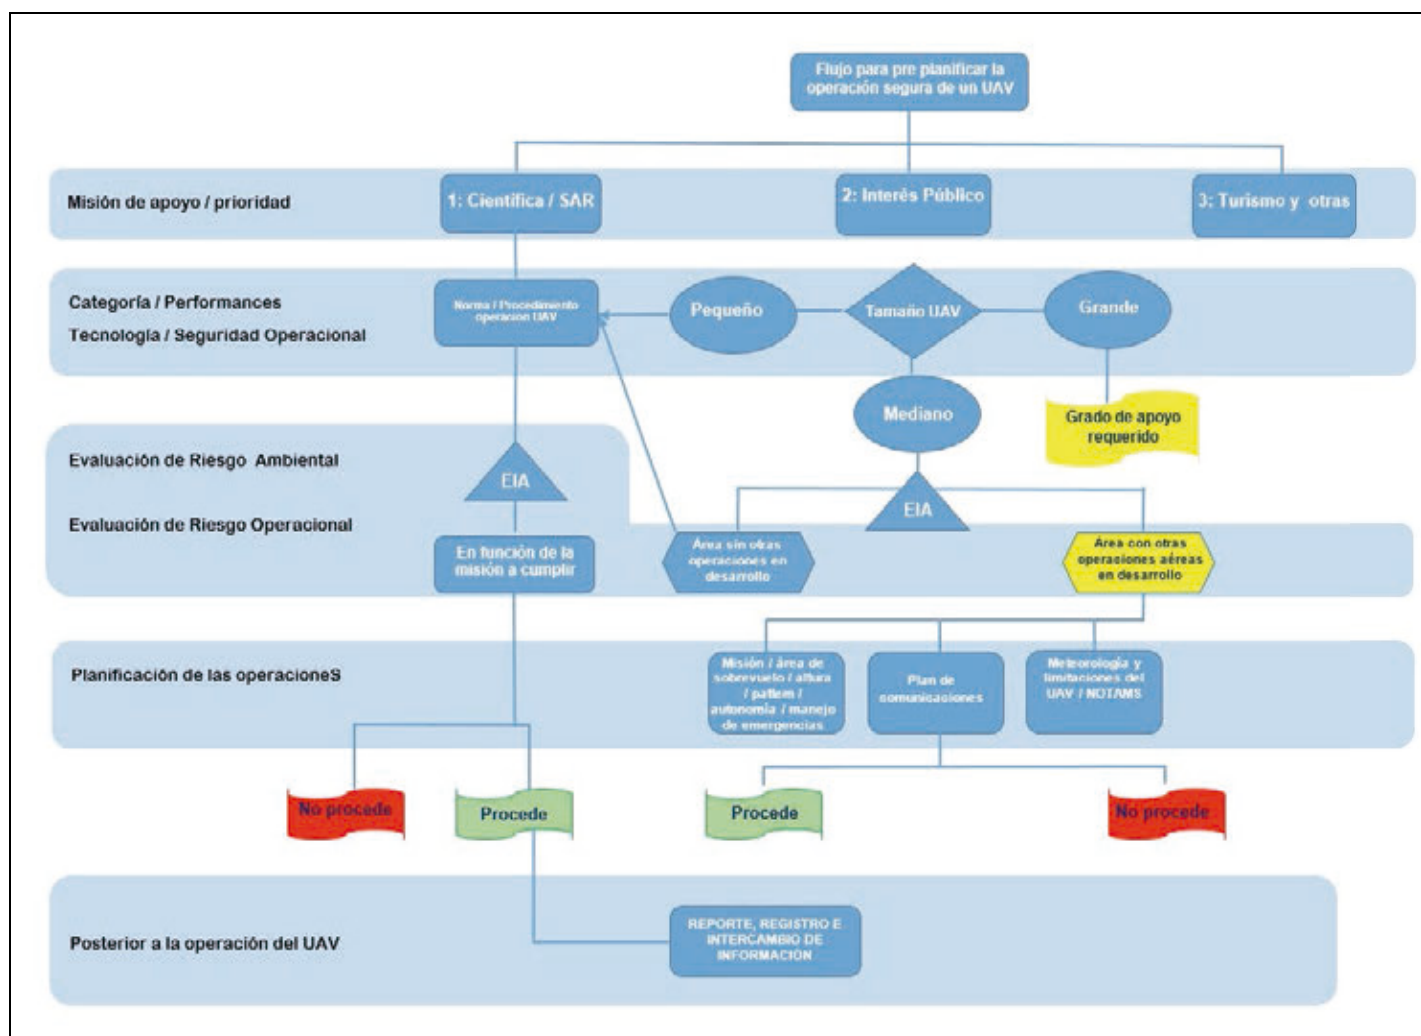 Flujo para pre planificar la
operación segura de un UAV
Misión de apoyo / prioridad
1: Científica / SAR
2: Interés Público
3: Turismo y otras
Categoría / Performances
Tecnología / Seguridad Operacional
Norma / Procedimiento
operacion UAV
Pequeño
Tamaño UAV
Grande
Mediano
Grado de apoyo
requerido
Evaluación de Riesgo Ambiental
Evaluación de Riesgo Operacional
EIA
EIA
En función de la
misión a cumplir
Área sin otras
operaciones en
desarrollo
Área con otras
operaciones aéreas
en desarrollo
Planificación de las operacioneS
Misión / área de
sobrevuelo / altura
/ pattern /
autonomía / manejo
de emergencias
Plan de
comunicaciones
Meteorología y
limitaciones del
UAV / NOTAMS
No procede
Procede
Procede
No procede
Posterior a la operación del UAV
REPORTE, REGISTRO E
INTERCAMBIO DE
INFORMACIÓN